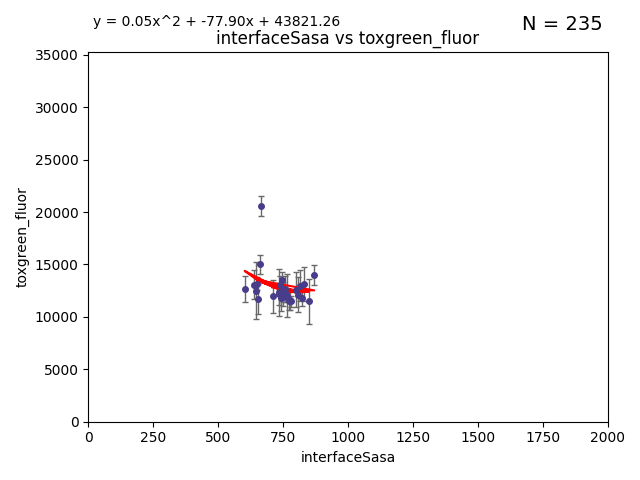 y = 0.05x^2 + -77.90x + 43821.26
N = 235
interfaceSasa vs toxgreen_fluor
35000
30000
25000
20000
15000
10000
5000
0
toxgreen_fluor
0 250 500 750 1000 1250 1500 1750 2000
interfaceSasa